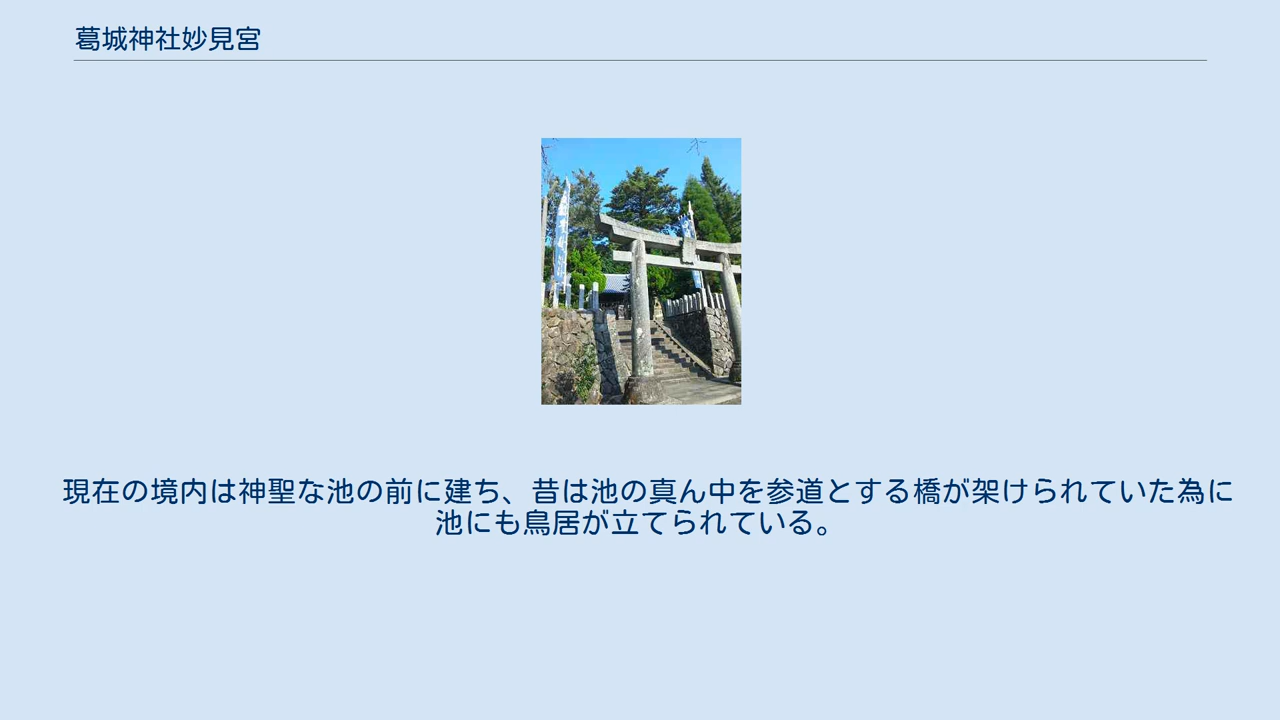 葛城神社妙見宮
現在の境内は神聖な池の前に建ち、昔は池の真ん中を参道とする橋が架けられていた為に
池にも鳥居が立てられている。